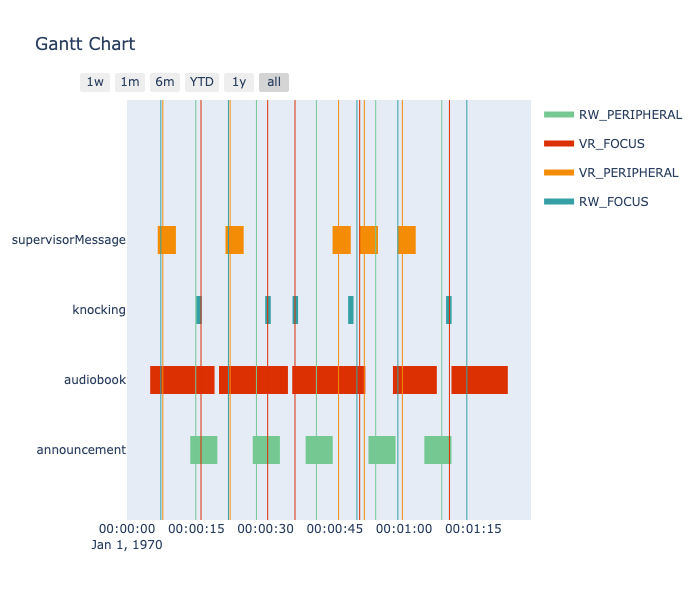 Gantt Chart
1w 1m 6m YTD 1y all
RW_PERIPHERAL
VR_FOCUS
VR_PERIPHERAL
RW_FOCUS
supervisorMessage
knocking
audiobook
announcement
00:00:00 00:00:15 00:00:30 00:00:45 00:01:00 00:01:15
Jan 1, 1970